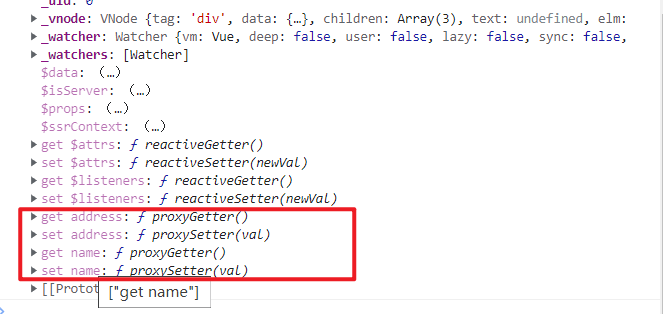 _uid: 0
_vnode: VNode {tag: 'div', data: {…}, children: Array(3), text: undefined, elm:
_watcher: Watcher {vm: Vue, deep: false, user: false, lazy: false, sync: false,
_watchers: [Watcher]
$data: (…)
$isServer: (…)
$props: (…)
$ssrContext: (…)
get $attrs: ƒ reactiveGetter()
set $attrs: ƒ reactiveSetter(newVal)
get $listeners: ƒ reactiveGetter()
set $listeners: ƒ reactiveSetter(newVal)
get address: ƒ proxyGetter()
set address: ƒ proxySetter(val)
get name: ƒ proxyGetter()
set name: ƒ proxySetter(val)
[[Protot
["get name"]